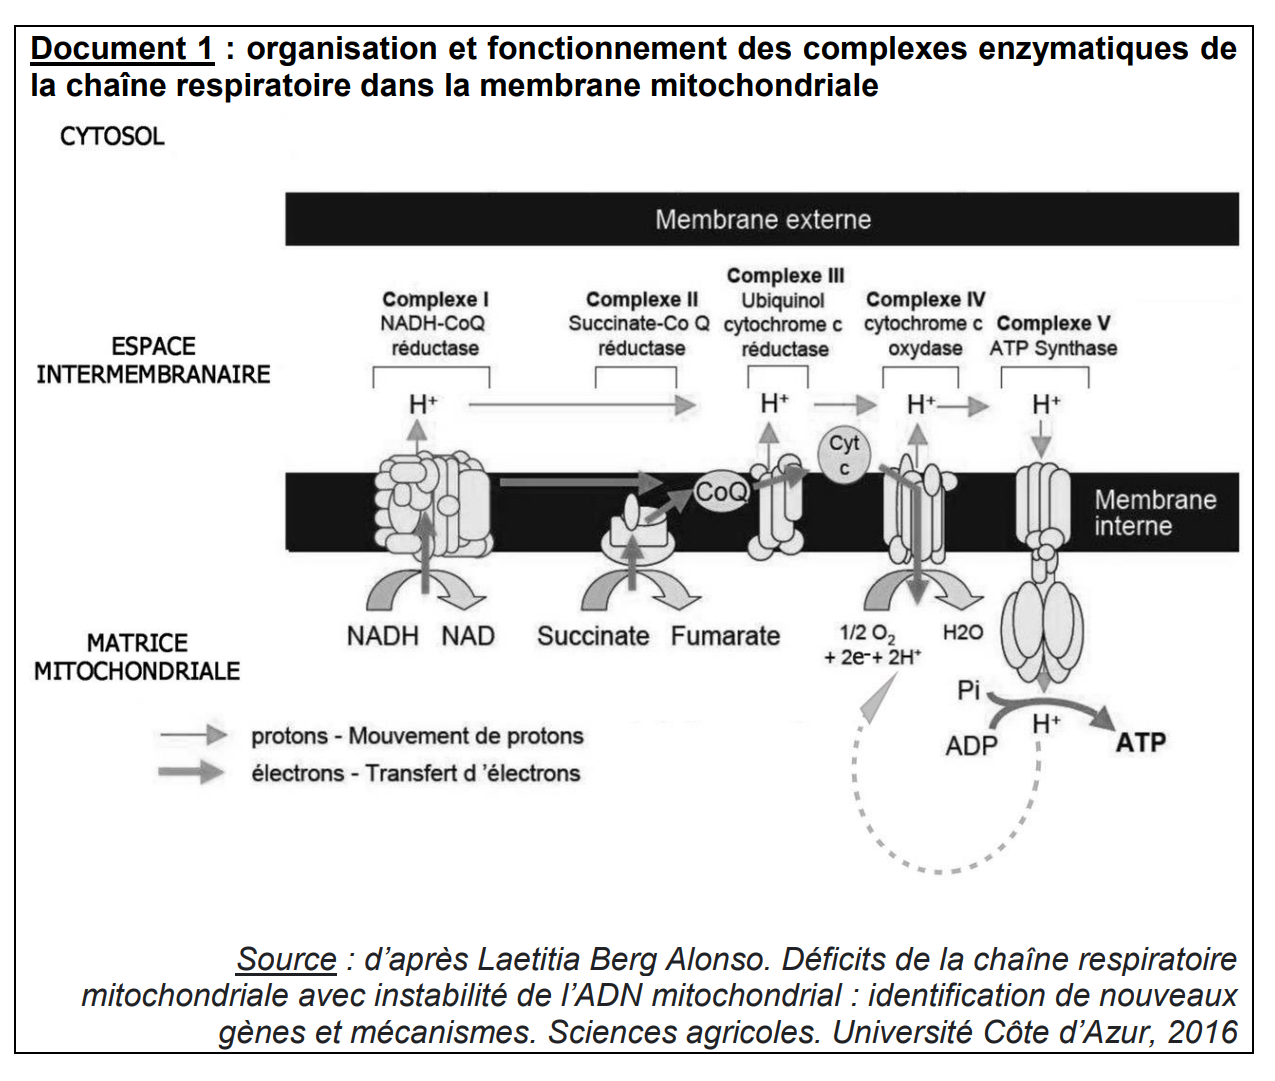 Document 1 : organisation et fonctionnement des complexes enzymatiques de
la chaîne respiratoire dans la membrane mitochondriale
CYTOSOL
Membrane externe
ESPACE
INTERMEMBRANAIRE
Complexe I
NADH-CoQ
réductase
Complexe II
Succinate-Co Q
réductase
Complexe III
Ubiquinol
cytochrome c
réductase
Complexe IV
cytochrome c
oxydase
Complexe V
ATP Synthase
H+
H+
H+
H+
Cyt
c
CoQ
Membrane
interne
MATRICE
MITOCHONDRIALE
NADH
NAD
Succinate
Fumarate
1/2 O2
+ 2e-+ 2H+
H2O
Pi
ADP
H+
ATP
protons - Mouvement de protons
électrons - Transfert d 'électrons
Source : d'après Laetitia Berg Alonso. Déficits de la chaîne respiratoire
mitochondriale avec instabilité de l'ADN mitochondrial : identification de nouveaux
gènes et mécanismes. Sciences agricoles. Université Côte d'Azur, 2016